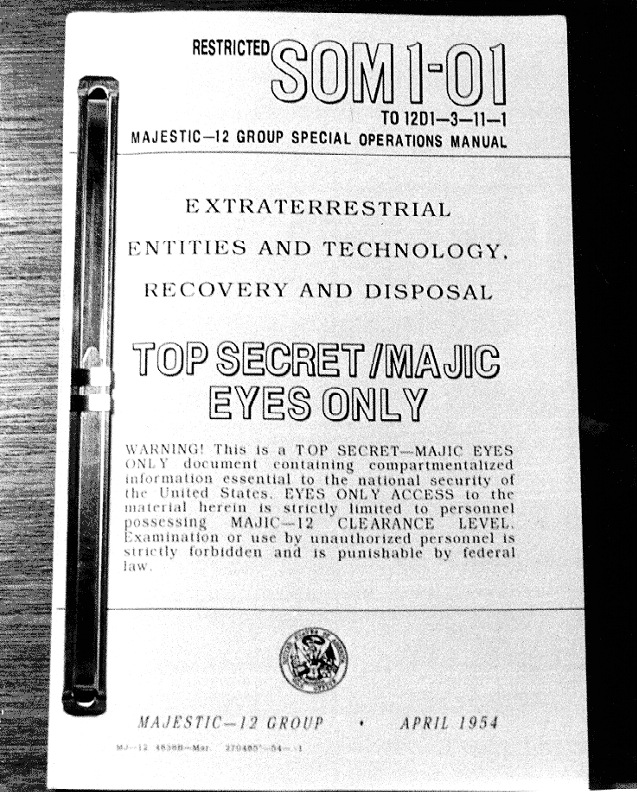 RESTRICTED SOM 1-01
TO 12D1—3—11—1
MAJESTIC—12 GROUP SPECIAL OPERATIONS MANUAL
EXTRATERRESTRIAL
ENTITIES AND TECHNOLOGY,
RECOVERY AND DISPOSAL
TOP SECRET/MAJIC
EYES ONLY
WARNING! This is a TOP SECRET—MAJIC EYES
ONLY document containing compartmentalized
information essential to the national security of
the United States. EYES ONLY ACCESS to the
material herein is strictly limited to personnel
possessing MAJIC—12 CLEARANCE LEVEL.
Examination or use by unauthorized personnel is
strictly forbidden and is punishable by federal
law.
MAJESTIC—12 GROUP • APRIL 1954
MJ—12 4838B—Mar.